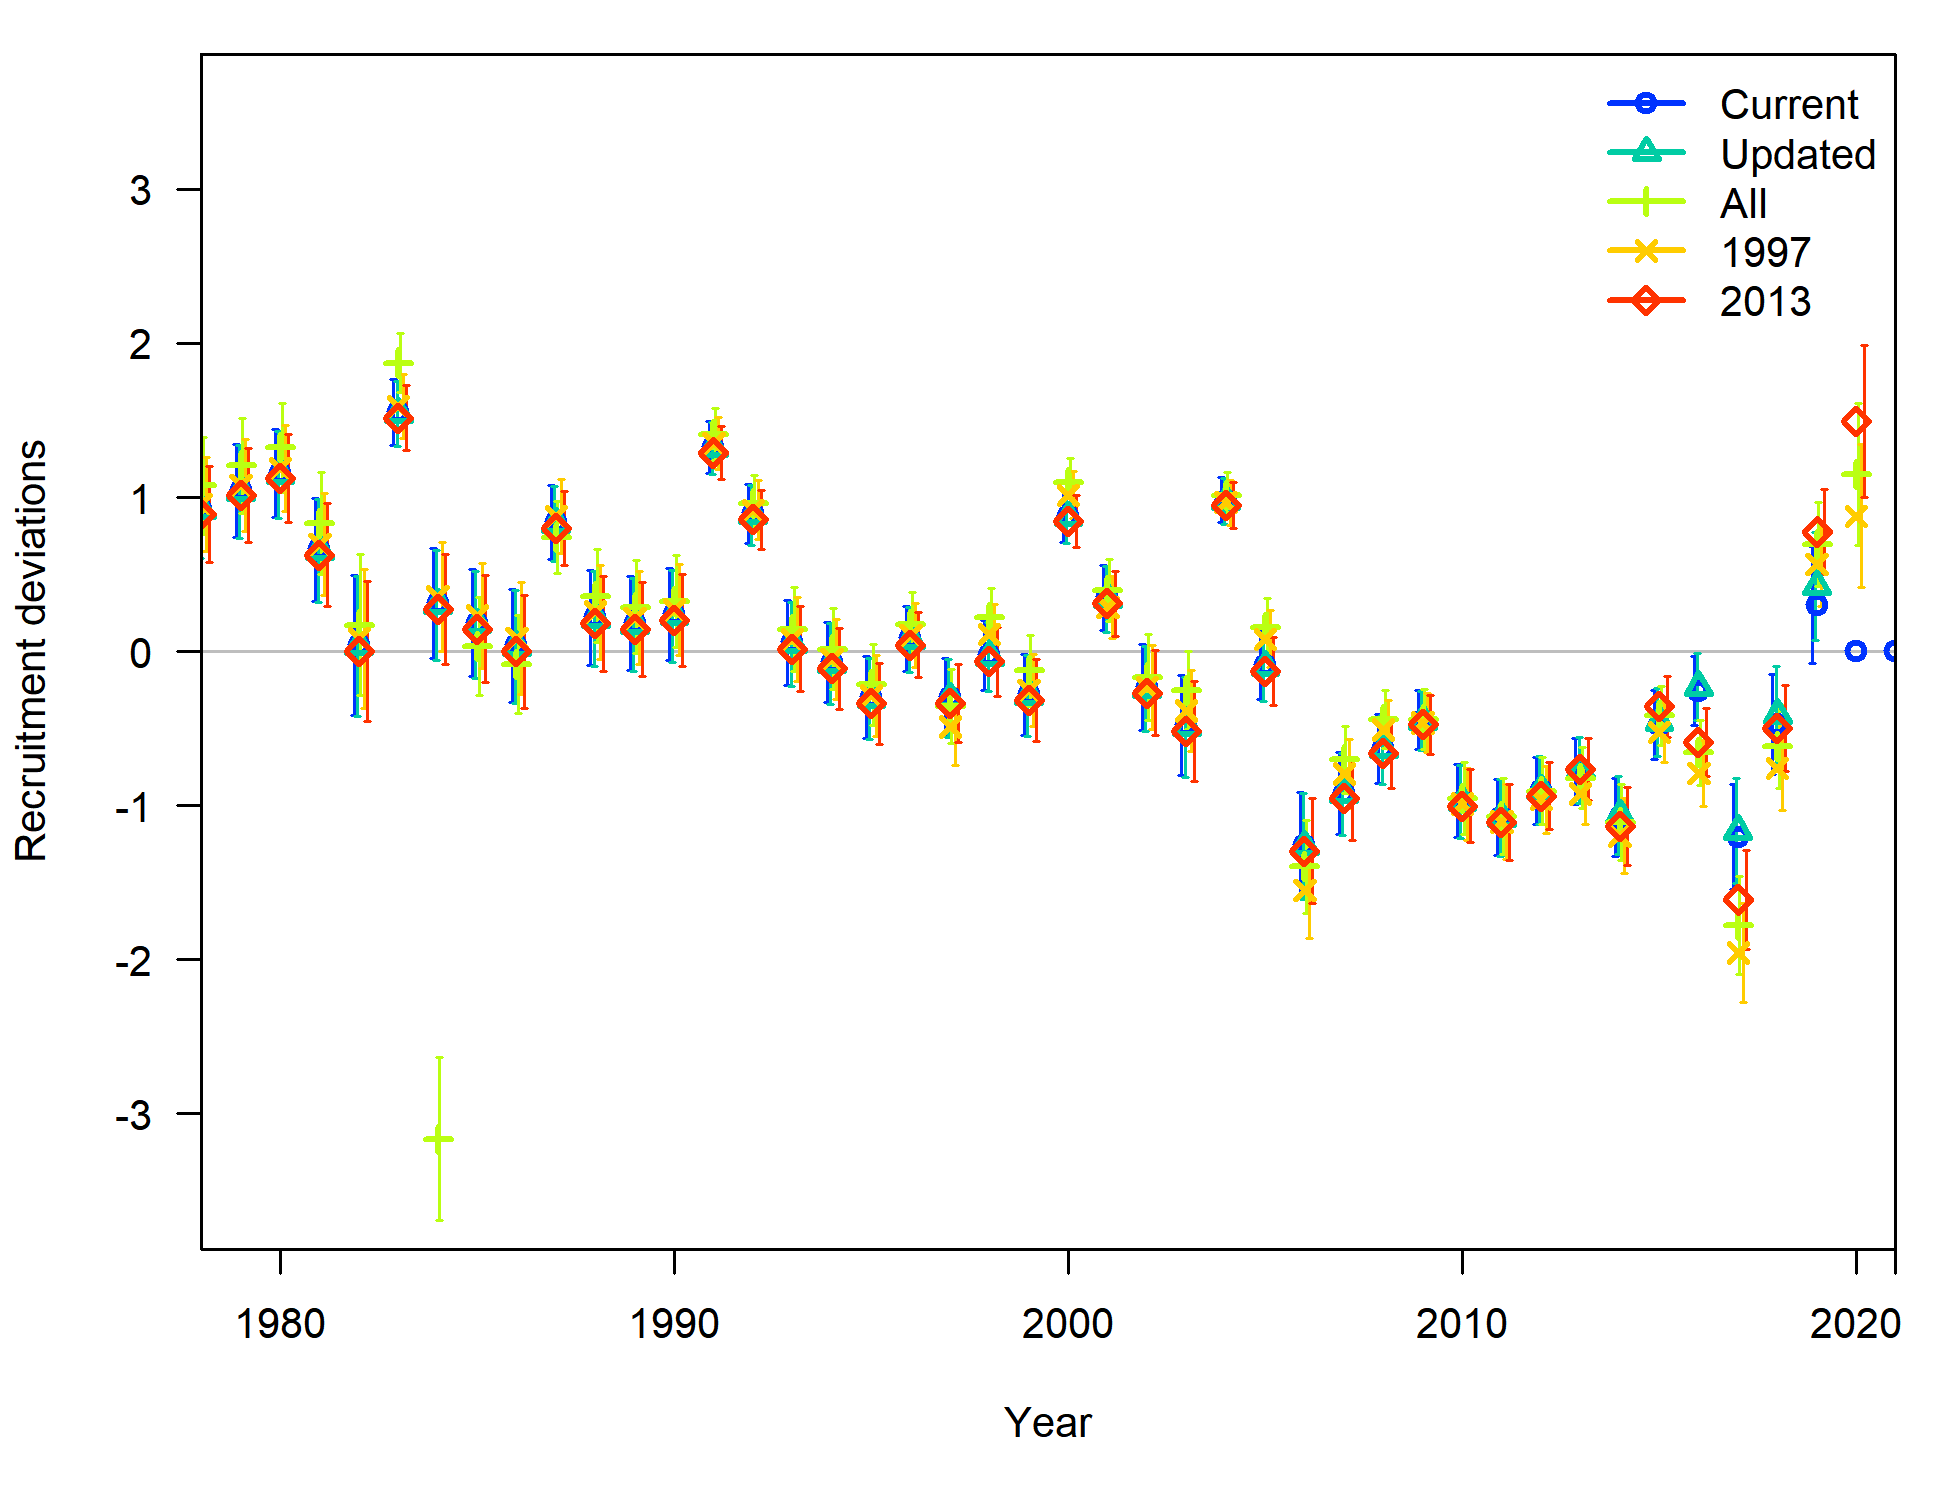 Current
Updated
All
1997
2013
Recruitment deviations
3
2
1
0
-1
-2
-3
1980
1990
2000
2010
2020
Year